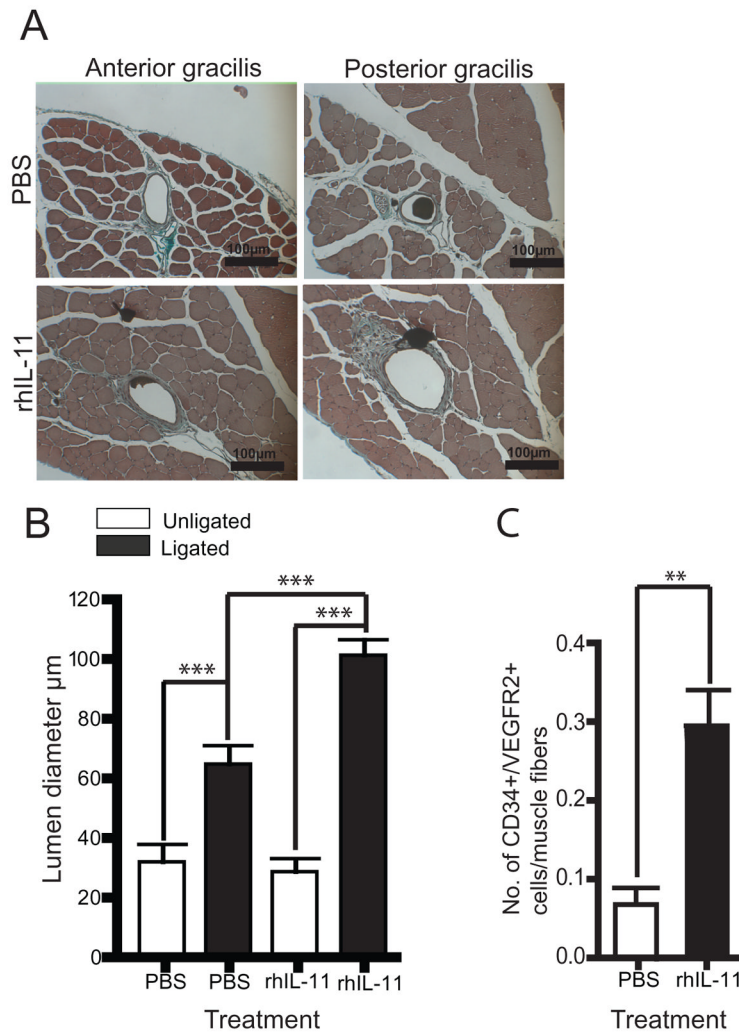 A
Anterior gracilis
Posterior gracilis
PBS
100µm
100µm
rhIL-11
100µm
100µm
B
Unligated
Ligated
Lumen diameter µm
120
100
80
60
40
20
0
***
***
***
PBS
PBS
rhIL-11
rhIL-11
Treatment
C
No. of CD34+/VEGFR2+
cells/muscle fibers
0.4
0.3
0.2
0.1
0.0
**
PBS
rhIL-11
Treatment